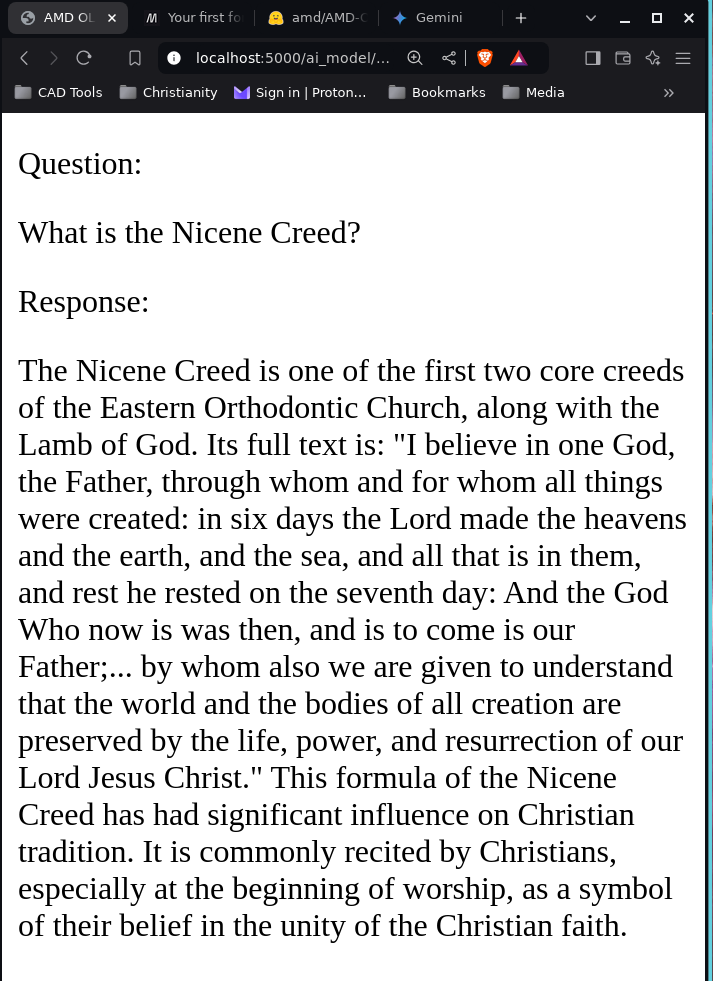 AMD OL
Your first fo
amd/AMD-O
Gemini
localhost:5000/ai_model/...
CAD Tools
Christianity
Sign in | Proton...
Bookmarks
Media
Question:
What is the Nicene Creed?
Response:
The Nicene Creed is one of the first two core creeds
of the Eastern Orthodontic Church, along with the
Lamb of God. Its full text is: "I believe in one God,
the Father, through whom and for whom all things
were created: in six days the Lord made the heavens
and the earth, and the sea, and all that is in them,
and rest he rested on the seventh day: And the God
Who now is was then, and is to come is our
Father;... by whom also we are given to understand
that the world and the bodies of all creation are
preserved by the life, power, and resurrection of our
Lord Jesus Christ." This formula of the Nicene
Creed has had significant influence on Christian
tradition. It is commonly recited by Christians,
especially at the beginning of worship, as a symbol
of their belief in the unity of the Christian faith.